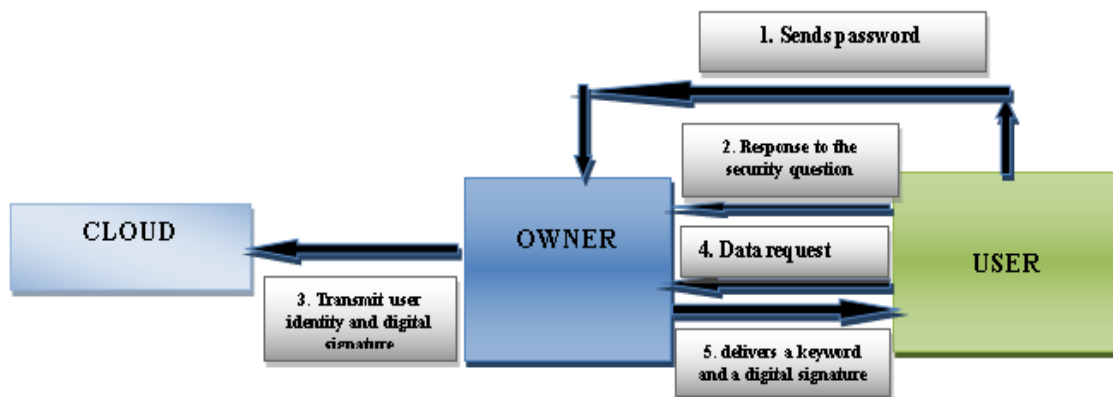 1. Sends password
2. Response to the
security question
CLOUD
OWNER
4. Data request
USER
3. Transmit user
identity and digital
signature
5. delivers a keyword
and a digital signature